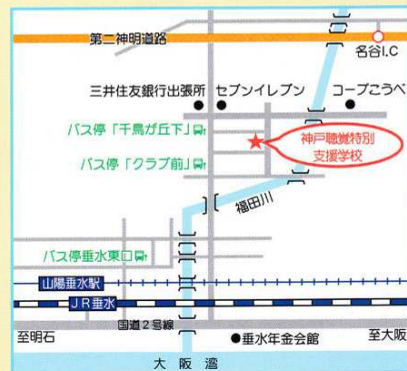 第二神明道路
名谷I.C
三井住友銀行出張所
セブンイレブン
コープこうべ
バス停「千鳥が丘下」
神戸聴覚特別
支援学校
バス停「クラブ前」
福田川
バス停垂水東口
山陽垂水駅
JR垂水
国道2号線
至明石
垂水年金会館
至大阪
大阪湾